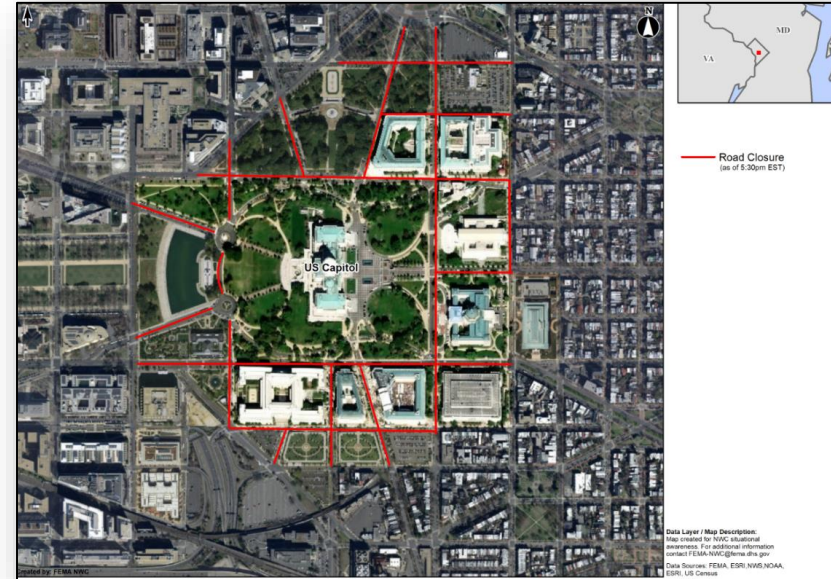 N
MD
VA
Road Closure
(as of 5:30pm EST)
US Capitol
Data Layer / Map Description:
Map created for NWC situational
awareness. For additional information
contact FEMA-NWC@fema.dhs.gov
Data Sources: FEMA, ESRI,NWS,NOAA,
ESRI, US Census
Created by: FEMA NWC